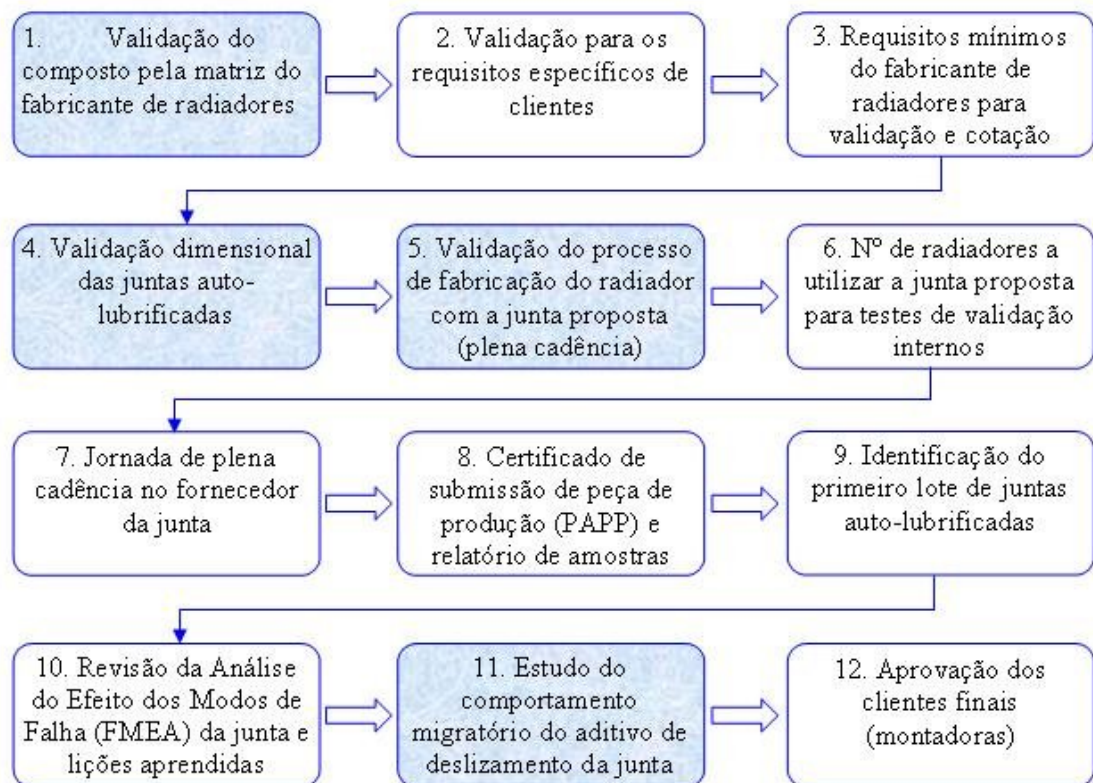 1. Validação do
composto pela matriz do
fabricante de radiadores
2. Validação para os
requisitos específicos de
clientes
3. Requisitos mínimos
do fabricante de
radiadores para
validação e cotação
4. Validação dimensional
das juntas auto-
lubrificadas
5. Validação do processo
de fabricação do radiador
com a junta proposta
(plena cadência)
6. Nº de radiadores a
utilizar a junta proposta
para testes de validação
internos
7. Jornada de plena
cadência no fornecedor
da junta
8. Certificado de
submissão de peça de
produção (PAPP) e
relatório de amostras
9. Identificação do
primeiro lote de juntas
auto-lubrificadas
10. Revisão da Análise
do Efeito dos Modos de
Falha (FMEA) da junta e
lições aprendidas
11. Estudo do
comportamento
migratório do aditivo de
deslizamento da junta
12. Aprovação dos
clientes finais
(montadoras)